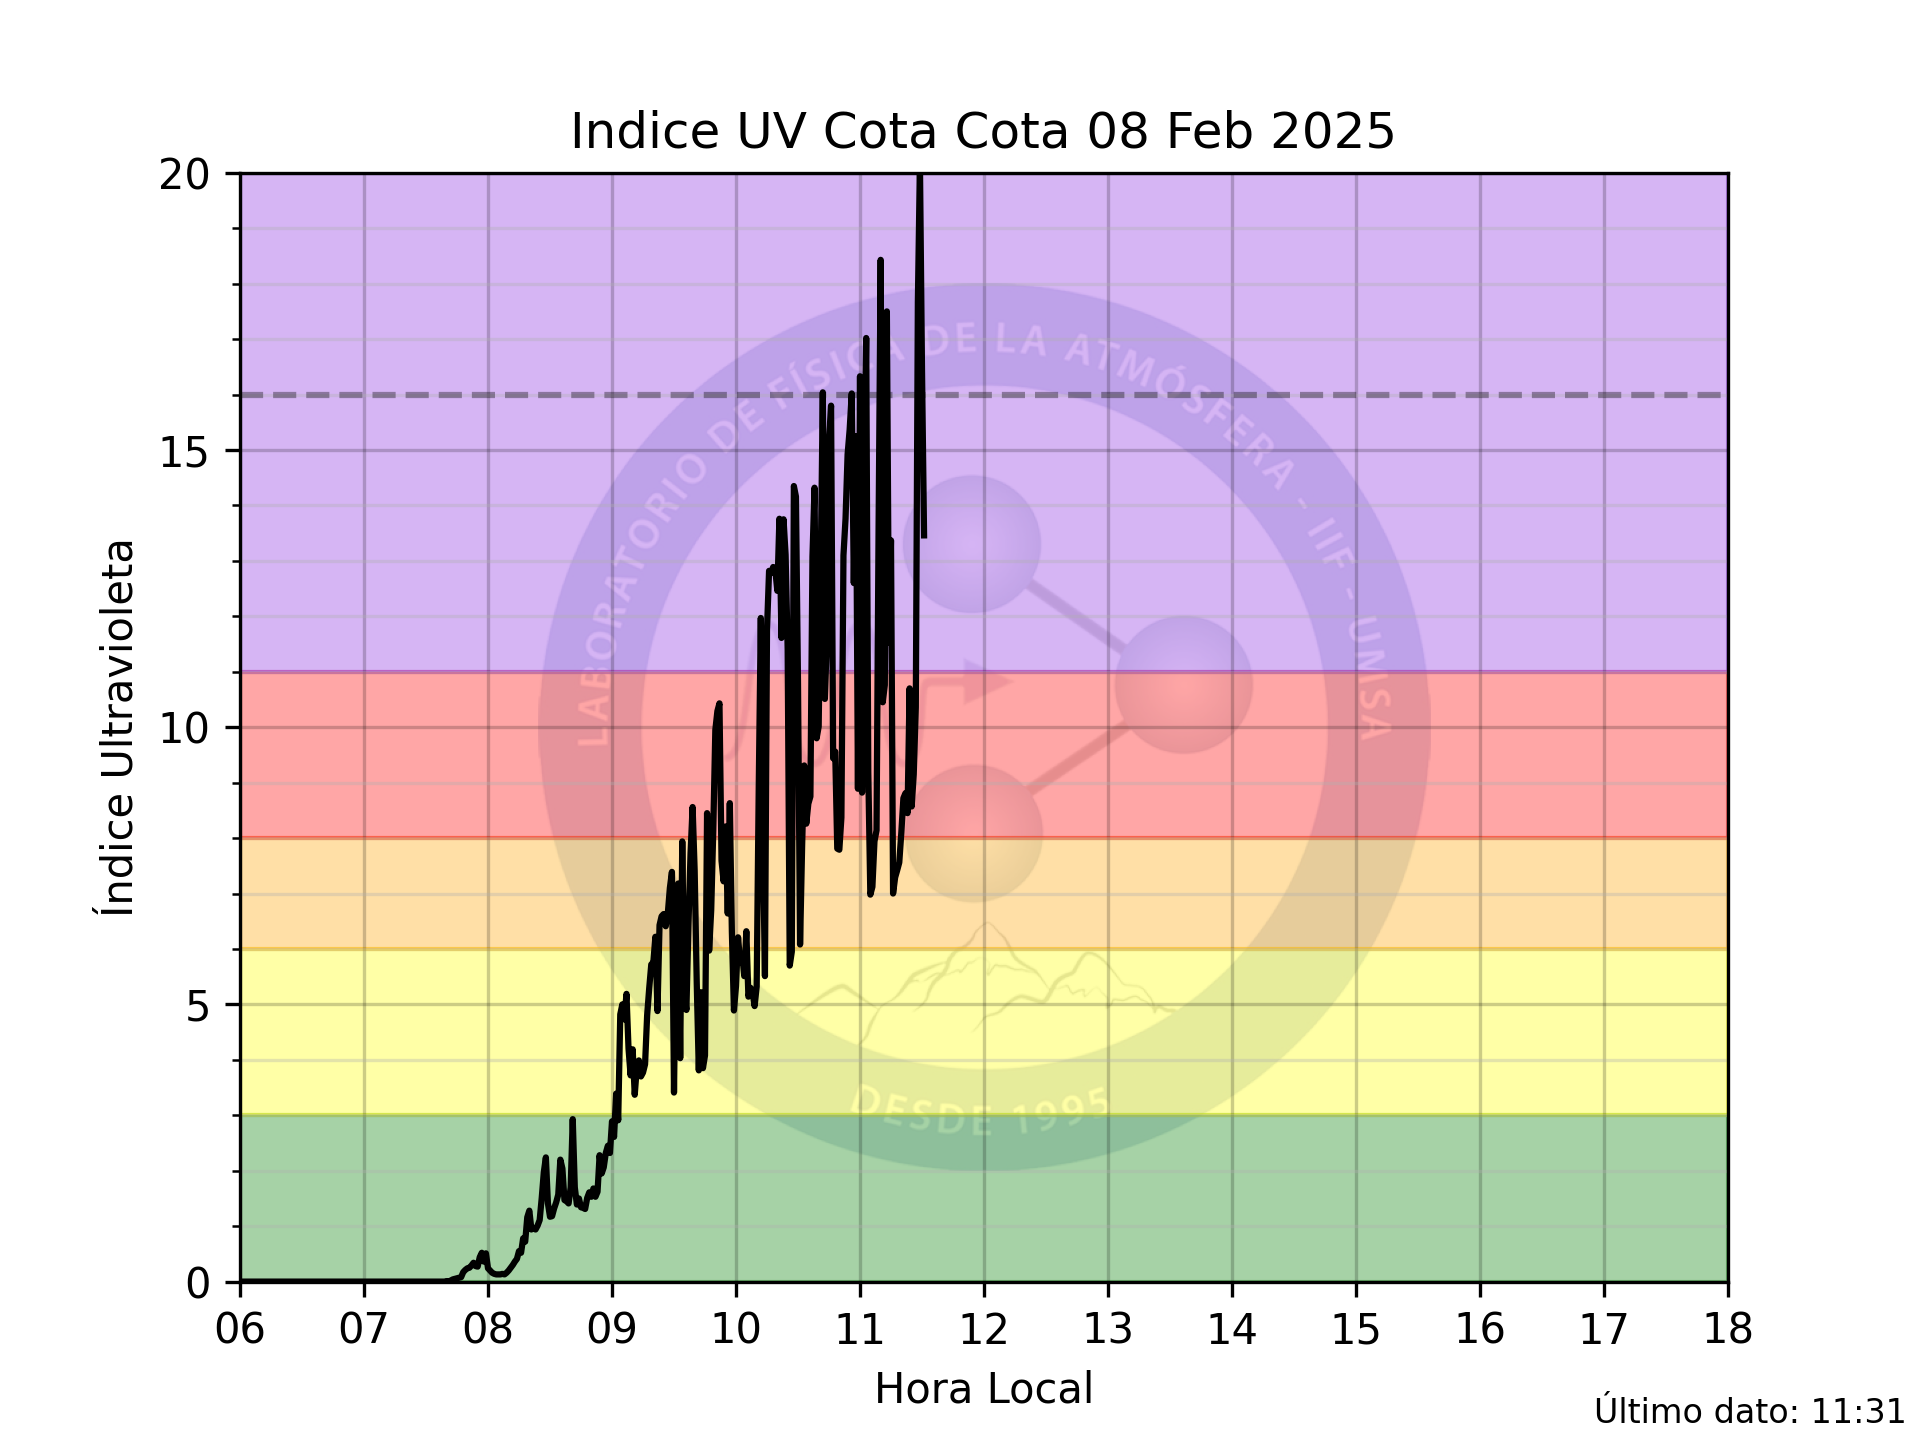 Indice UV Cota Cota 08 Feb 2025
20
15
10
5
0
Índice Ultravioleta
LABORATORIO DE FÍSICA DE LA ATMÓSFERA - IIF - UMSA
DESDE 1995
06 07 08 09 10 11 12 13 14 15 16 17 18
Hora Local
Último dato: 11:31